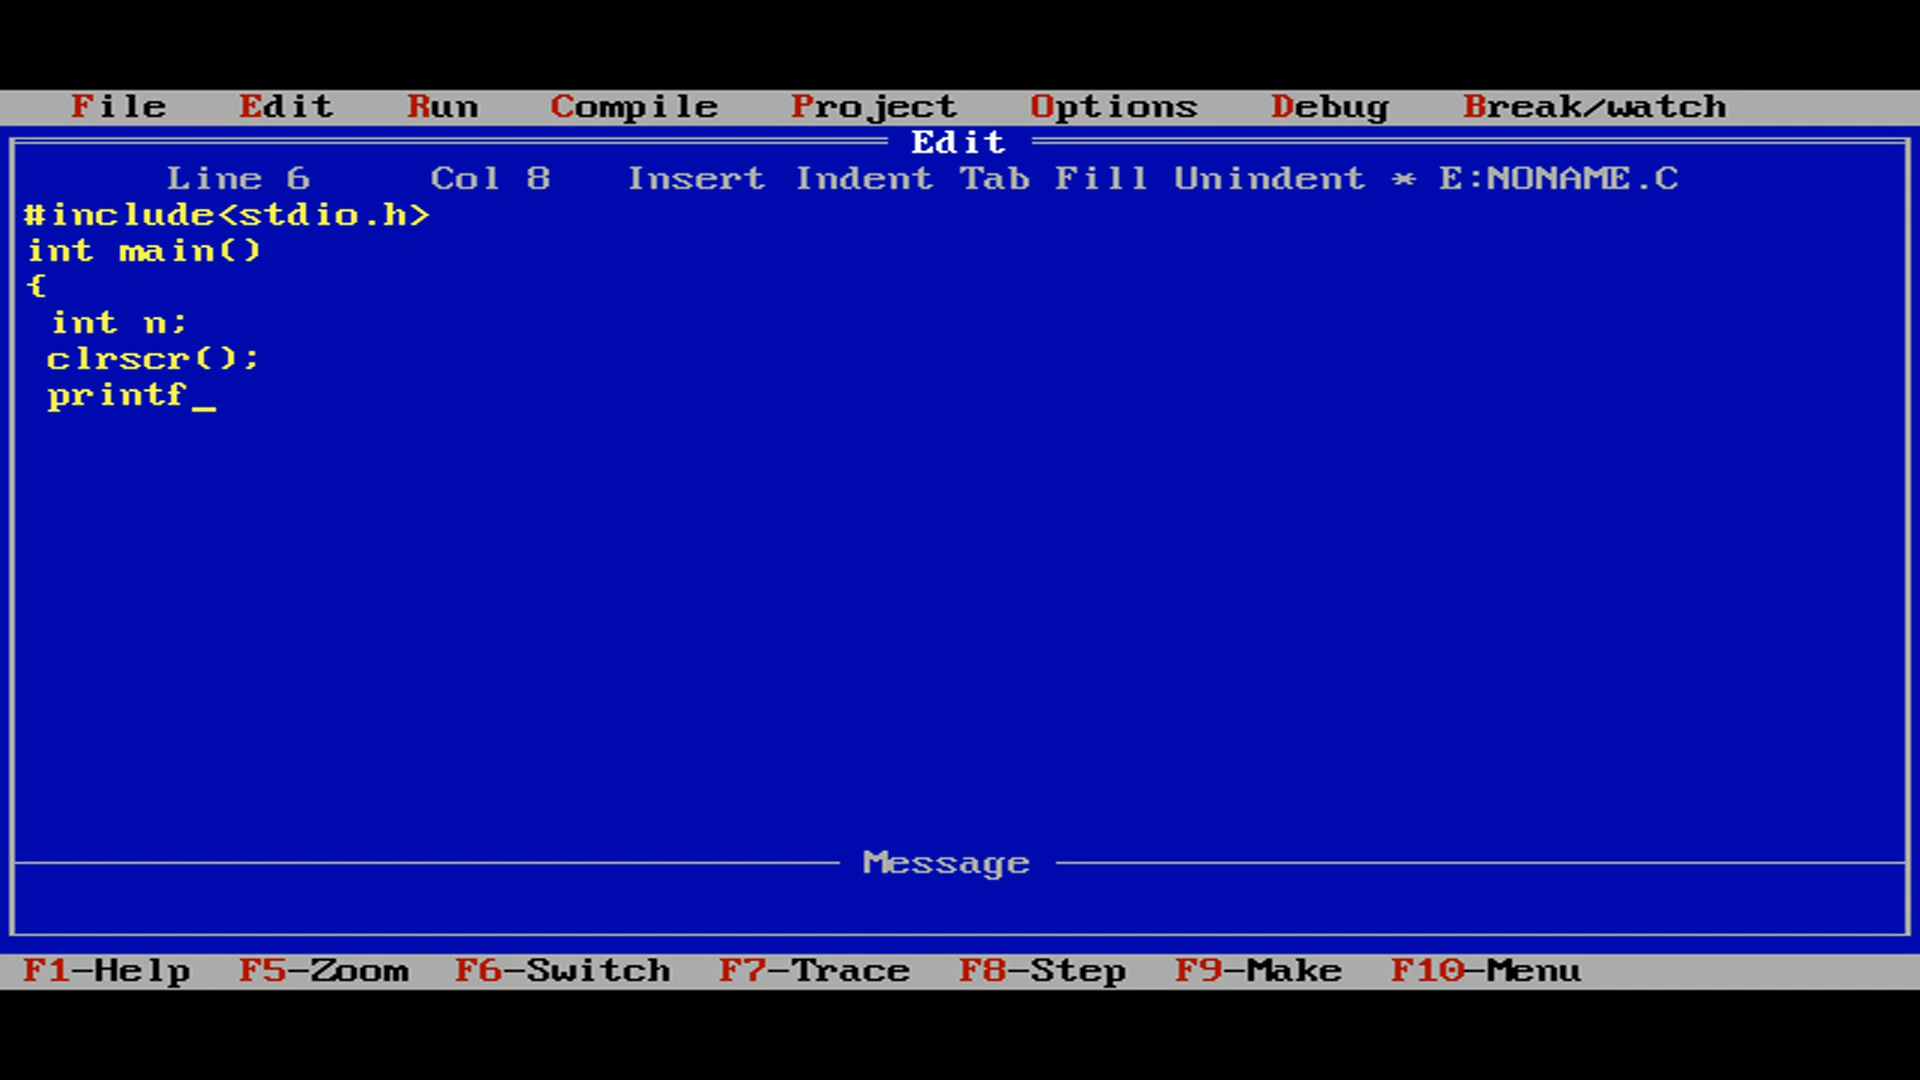 File Edit Run Compile Project Options Debug Break/watch
Edit
Line 6 Col 8 Insert Indent Tab Fill Unindent * E:NONAME.C
#include<stdio.h>
int main()
{
int n;
clrscr();
printf_
Message
F1-Help F5-Zoom F6-Switch F7-Trace F8-Step F9-Make F10-Menu